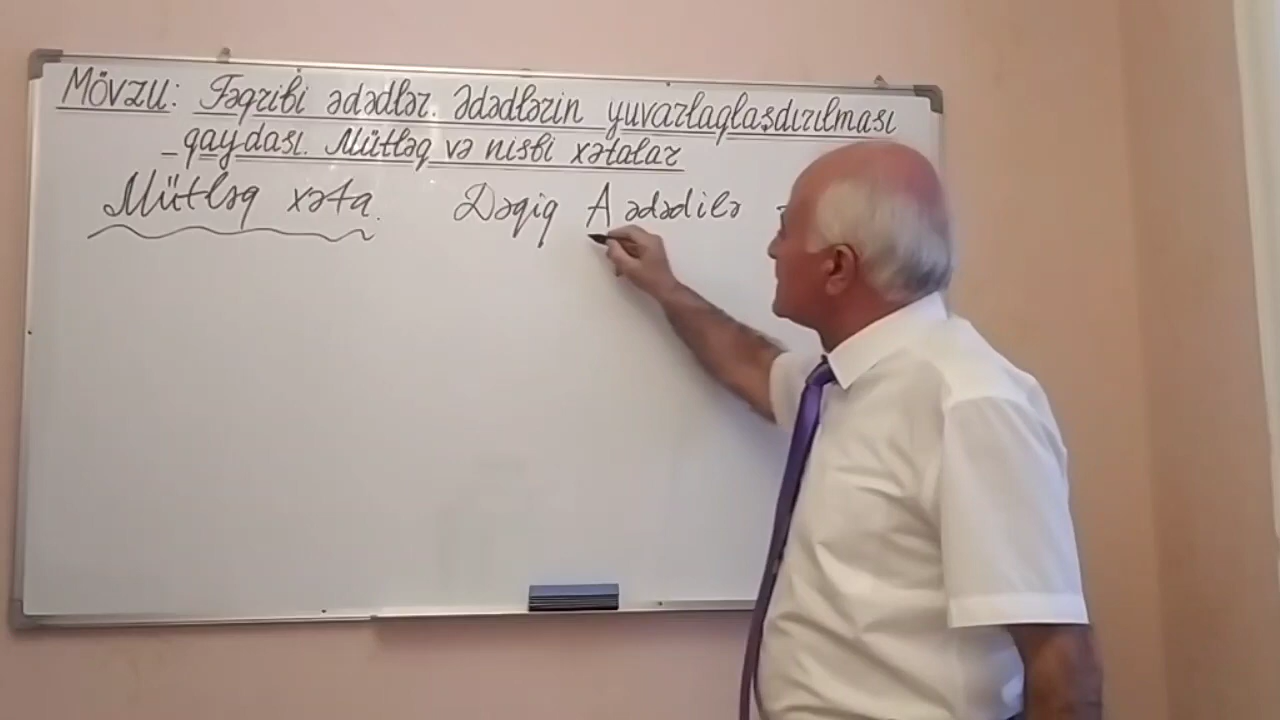 MÖVZU: Təqribi ədədlər. Ədədlərin yuvarlaqlaşdırılması
qaydası. Mütləq və nisbi xətalar
Mütləq xəta. Dəqiq A ədədilə